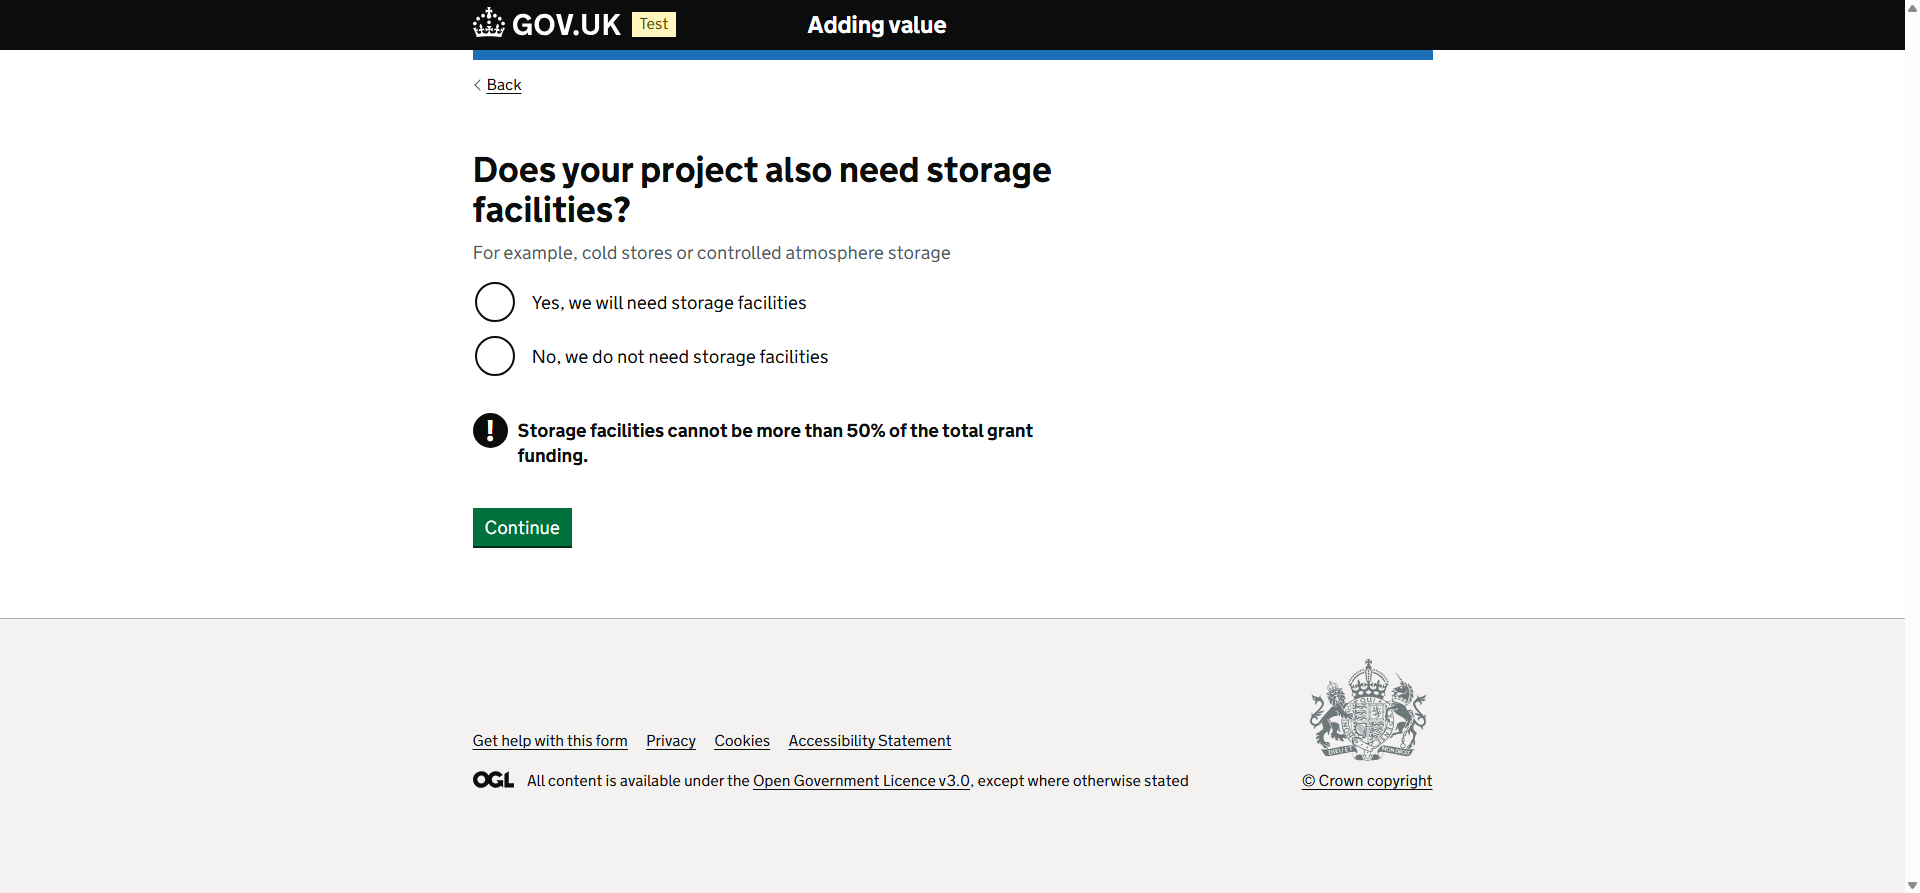 GOV.UK Test Adding value
Back
Does your project also need storage
facilities?
For example, cold stores or controlled atmosphere storage
Yes, we will need storage facilities
No, we do not need storage facilities
! Storage facilities cannot be more than 50% of the total grant
funding.
Continue
Get help with this form Privacy Cookies Accessibility Statement
OGL All content is available under the Open Government Licence v3.0, except where otherwise stated
© Crown copyright